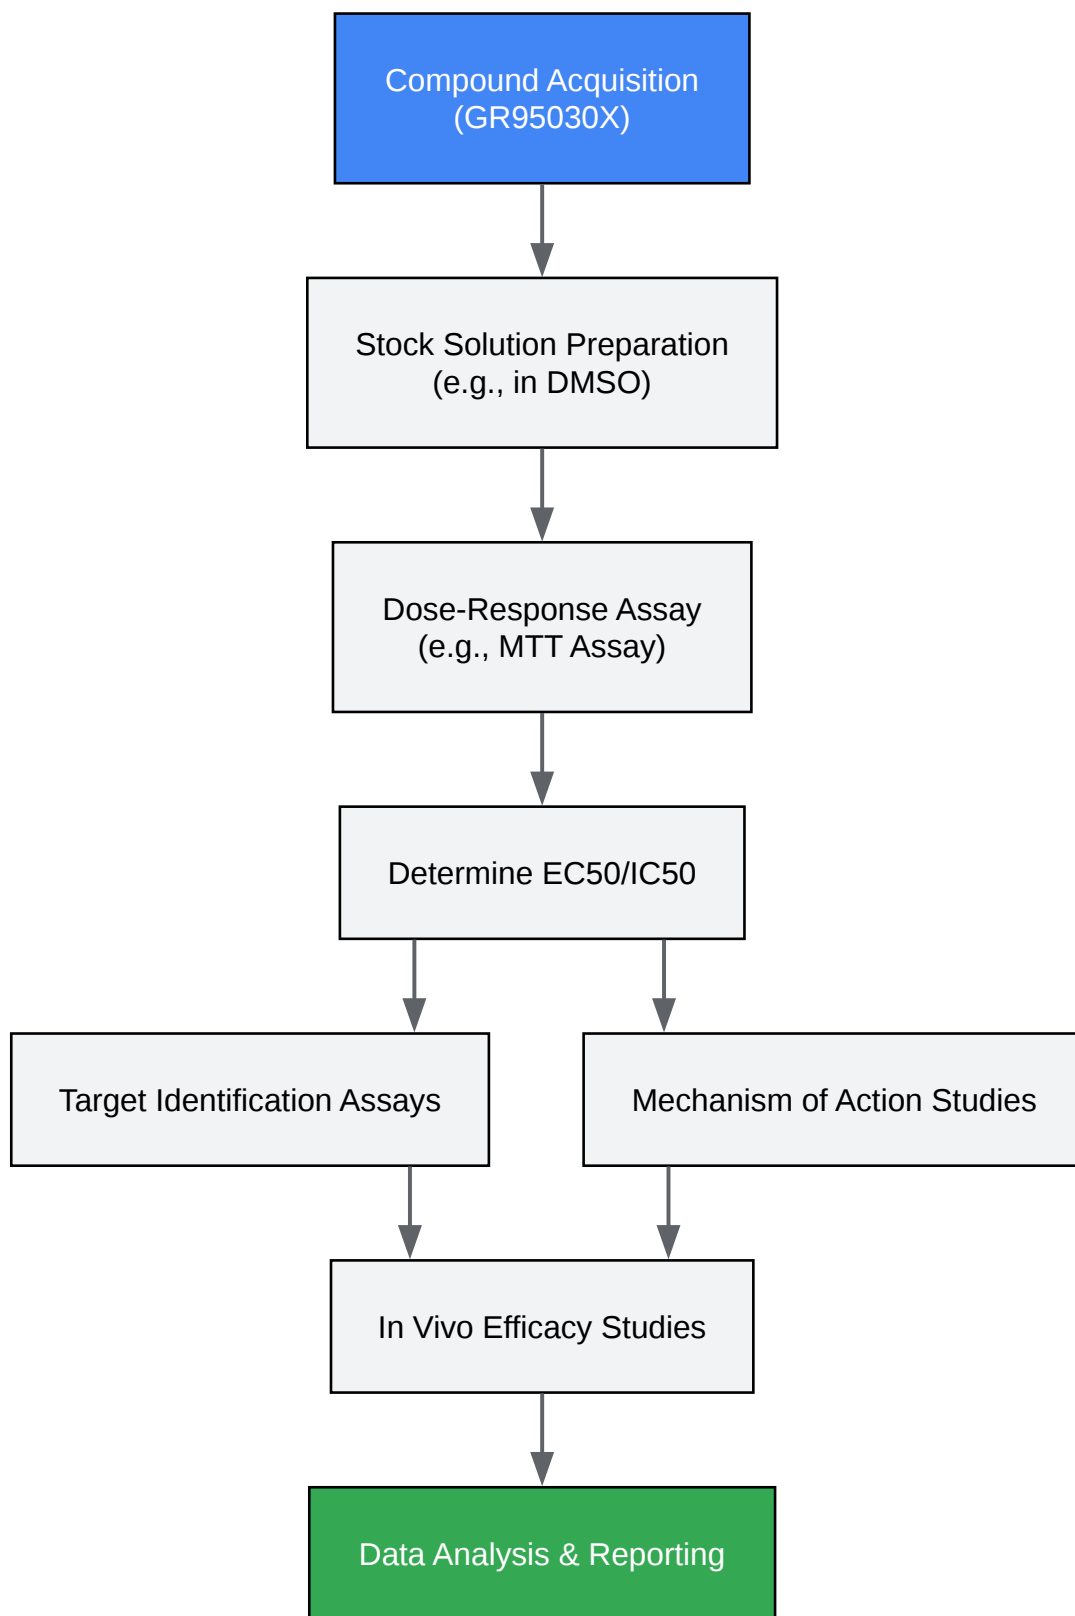 Compound Acquisition
(GR95030X)
Stock Solution Preparation
(e.g., in DMSO)
Dose-Response Assay
(e.g., MTT Assay)
Determine EC50/IC50
Target Identification Assays
Mechanism of Action Studies
In Vivo Efficacy Studies
Data Analysis & Reporting